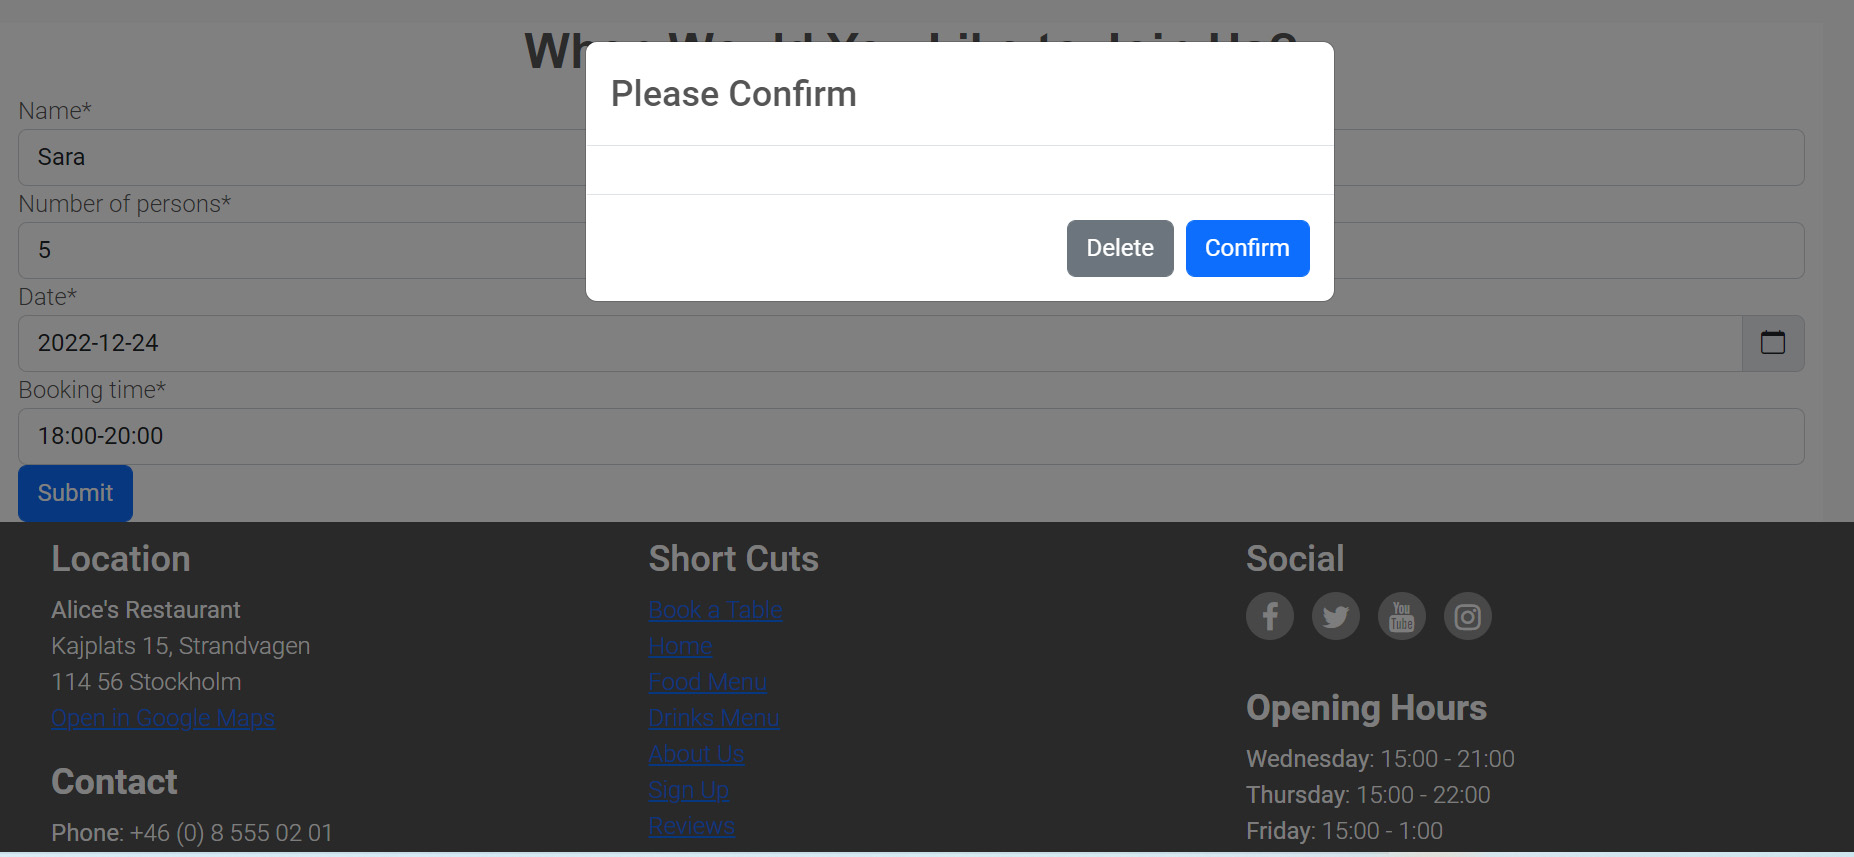 Please Confirm
Delete
Confirm
Name*
Sara
Number of persons*
5
Date*
2022-12-24
Booking time*
18:00-20:00
Submit
Location
Alice's Restaurant
Kajplats 15, Strandvagen
114 56 Stockholm
Open in Google Maps
Contact
Phone: +46 (0) 8 555 02 01
Short Cuts
Book a Table
Home
Food Menu
Drinks Menu
About Us
Sign Up
Reviews
Social
You
Tube
Opening Hours
Wednesday: 15:00 - 21:00
Thursday: 15:00 - 22:00
Friday: 15:00 - 1:00